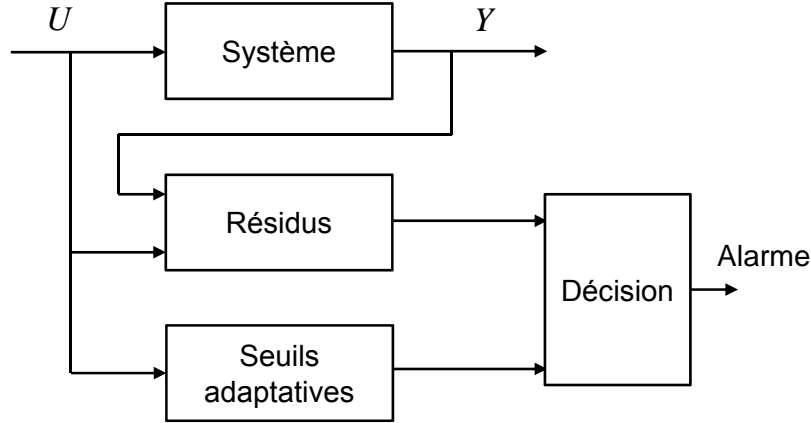 U
Y
Système
Résidus
Alarme
Décision
Seuils
adaptatives